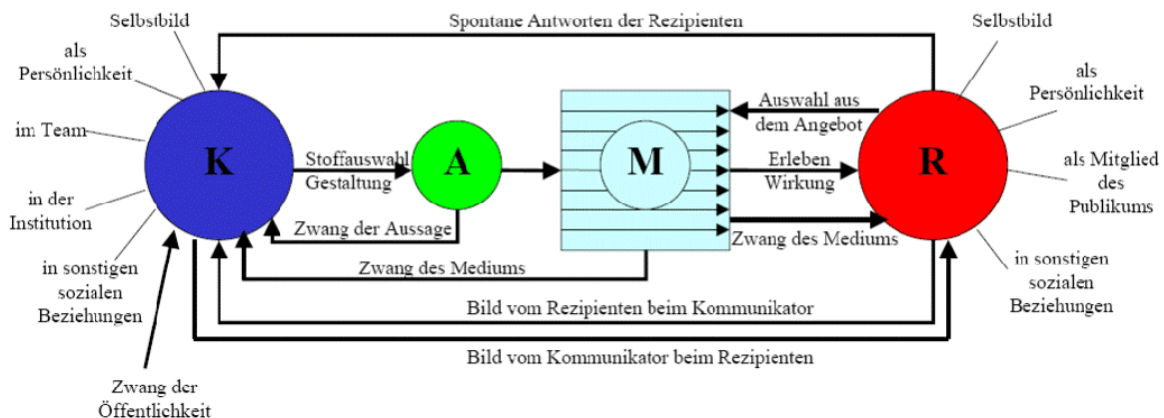 Selbstbild
als
Persönlichkeit
im Team
in der
Institution
in sonstigen
sozialen
Beziehungen
Zwang der
Öffentlichkeit
K
Spontane Antworten der Rezipienten
Stoffauswahl
Gestaltung
A
Zwang der Aussage
Zwang des Mediums
M
Auswahl aus
dem Angebot
Erleben
Wirkung
Zwang des Mediums
Bild vom Rezipienten beim Kommunikator
Bild vom Kommunikator beim Rezipienten
R
Selbstbild
als
Persönlichkeit
als Mitglied
des
Publikums
in sonstigen
sozialen
Beziehungen